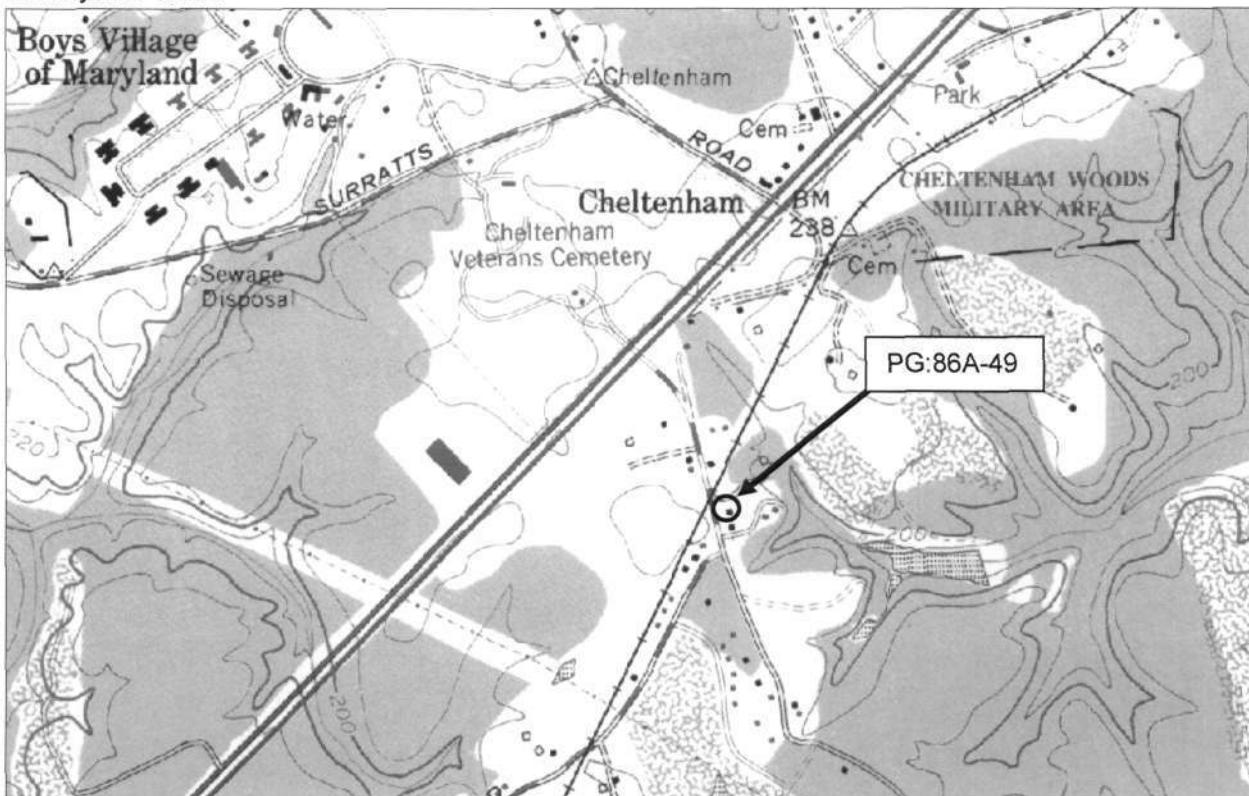 Boys Village
of Maryland
Water
Cheltenham
Park
Cem
ROAD
SURRATTS
CHELTENHAM WOODS
MILITARY AREA
Cheltenham
BM
238
Cheltenham
Veterans Cemetery
Cem
Sewage
Disposal
PG:86A-49
200
220
200
200